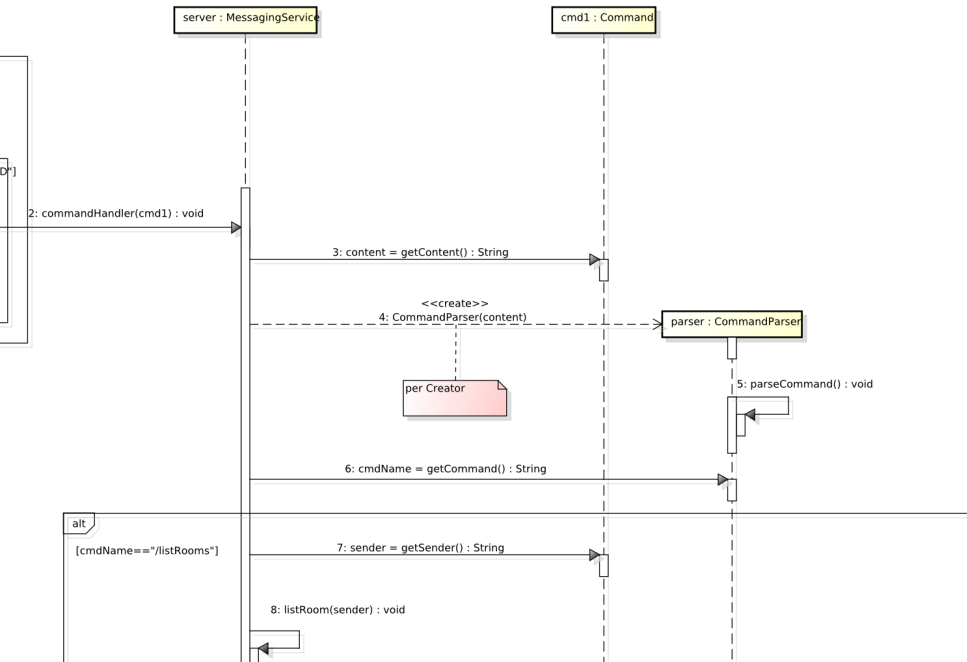 server : MessagingService
cmd1 : Command
D"]
2: commandHandler(cmd1) : void
3: content = getContent() : String
<<create>>
4: CommandParser(content)
parser : CommandParser
per Creator
5: parseCommand() : void
6: cmdName = getCommand() : String
alt
[cmdName=="/listRooms"]
7: sender = getSender() : String
8: listRoom(sender) : void